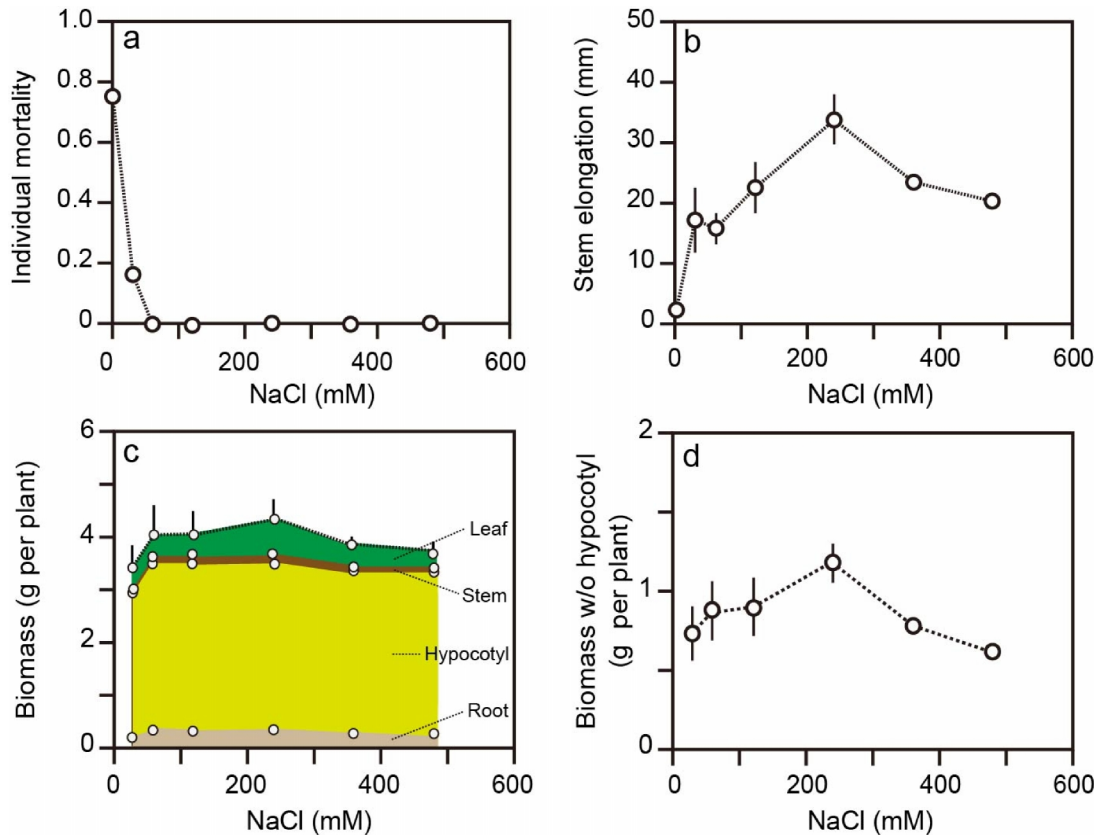 a
Individual mortality
1.0
0.8
0.6
0.4
0.2
0
0 200 400 600
NaCl (mM)
b
Stem elongation (mm)
50
40
30
20
10
0
0 200 400 600
NaCl (mM)
c
Biomass (g per plant)
6
4
2
0
Leaf
Stem
Hypocotyl
Root
0 200 400 600
NaCl (mM)
d
Biomass w/o hypocotyl
(g per plant)
2
1
0
0 200 400 600
NaCl (mM)